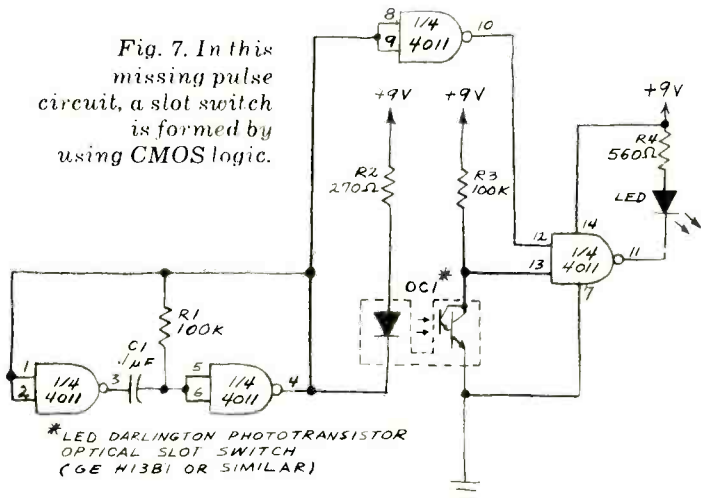 Fig. 7. In this
missing pulse
circuit, a slot switch
is formed by
using CMOS logic.
8
9
1/4
4011
10
+9V
+9V
+9V
R2
270Ω
R3
100K
R4
560Ω
LED
14
12
13
1/4
4011
11
7
OC1*
R1
100K
C1
.1µF
1
2
1/4
4011
3
5
6
1/4
4011
4
*LED DARLINGTON PHOTOTRANSISTOR
OPTICAL SLOT SWITCH
(GE H13B1 OR SIMILAR)